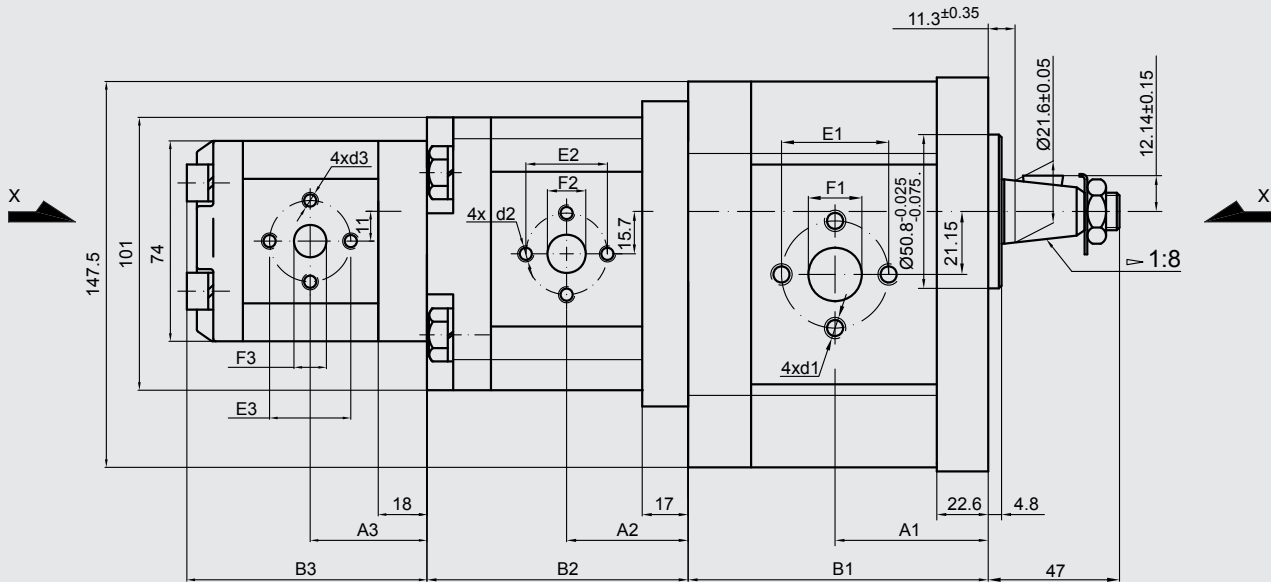 11.3±0.35
Ø21.6±0.05
12.14±0.15
X
X
E1
4xd3
E2
F2
F1
4x d2
11
15.7
Ø50.8-0.025 -0.075.
21.15
1:8
147.5
101
74
4xd1
F3
E3
18
17
22.6
4.8
A3
A2
A1
B3
B2
B1
47